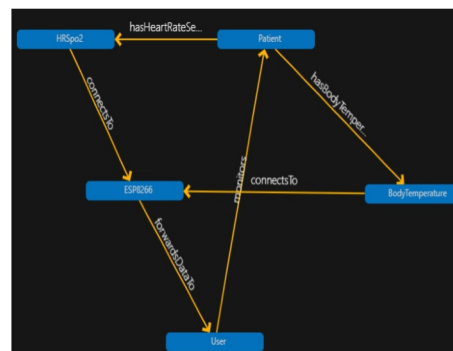 hasHeartRateSe...
HRSpo2
Patient
connectsTo
hasBodyTemper...
monitors
connectsTo
ESP8266
BodyTemperature
forwardsDataTo
User